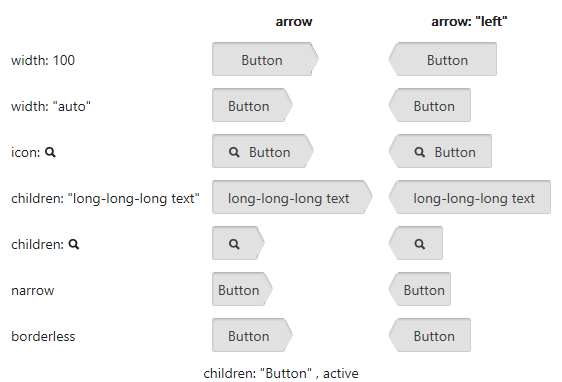 arrow arrow: "left"
width: 100 Button Button
width: "auto" Button Button
icon: Button Button
children: "long-long-long text" long-long-long text long-long-long text
children:
narrow Button Button
borderless Button Button
children: "Button" , active